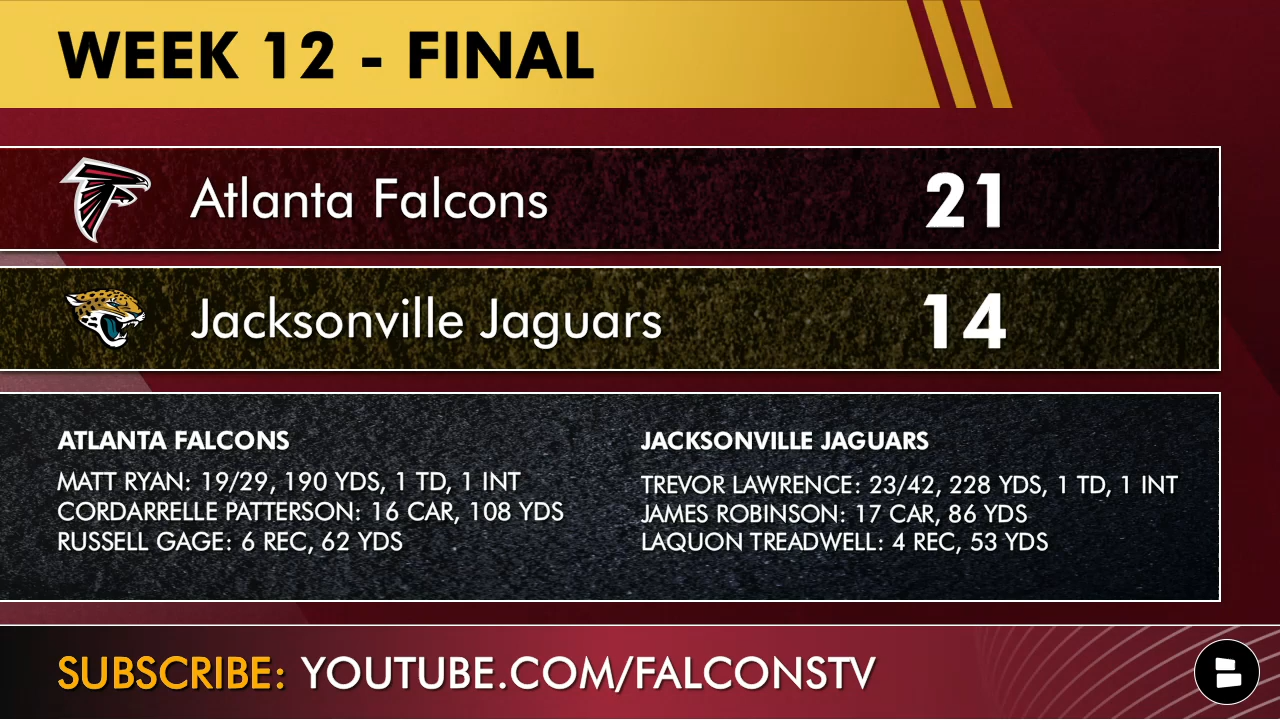 WEEK 12 - FINAL
Atlanta Falcons 21
Jacksonville Jaguars 14
ATLANTA FALCONS
MATT RYAN: 19/29, 190 YDS, 1 TD, 1 INT
CORDARRELLE PATTERSON: 16 CAR, 108 YDS
RUSSELL GAGE: 6 REC, 62 YDS
JACKSONVILLE JAGUARS
TREVOR LAWRENCE: 23/42, 228 YDS, 1 TD, 1 INT
JAMES ROBINSON: 17 CAR, 86 YDS
LAQUON TREADWELL: 4 REC, 53 YDS
SUBSCRIBE: YOUTUBE.COM/FALCONSTV